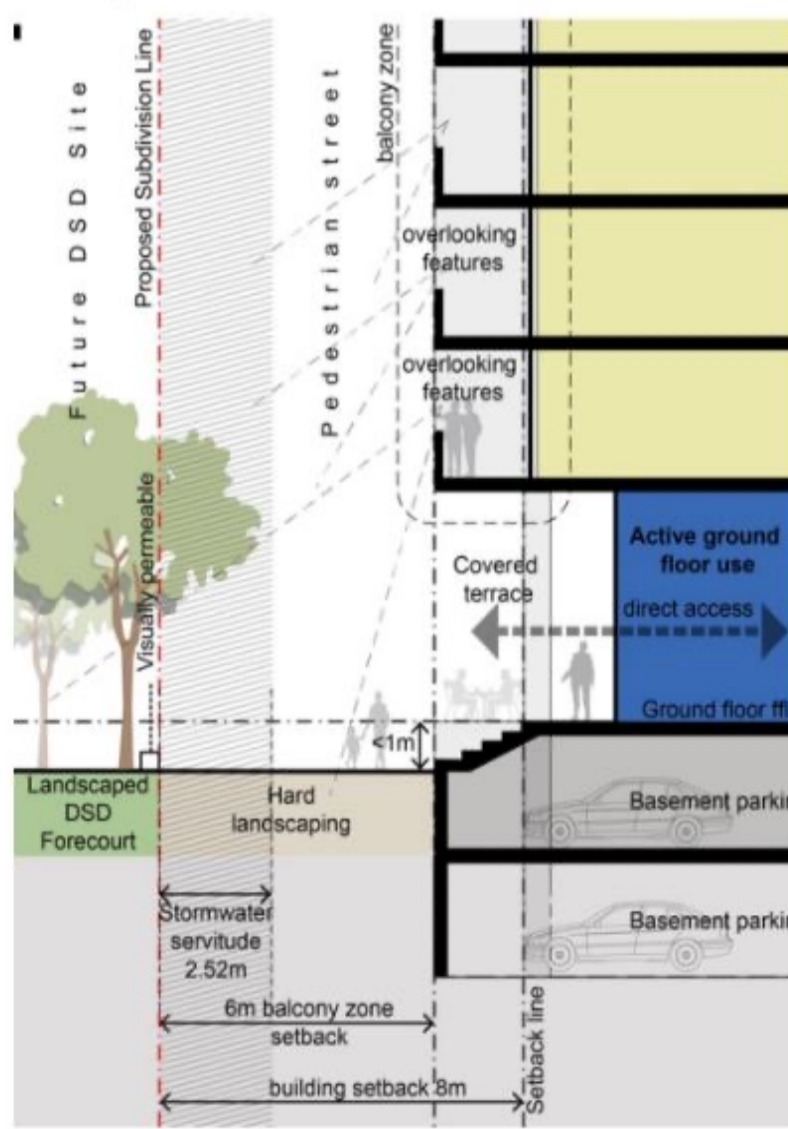 Future DSD Site
Proposed Subdivision Line
Pedestrian street
balcony zone
overlooking
features
overlooking
features
Visually permeable
Covered
terrace
Active ground
floor use
direct access
Ground floor ffl
<1m
Landscaped
DSD
Forecourt
Hard
landscaping
Basement parkin
Basement parkin
Stormwater
servitude
2.52m
6m balcony zone
setback
building setback 8m
Setback line